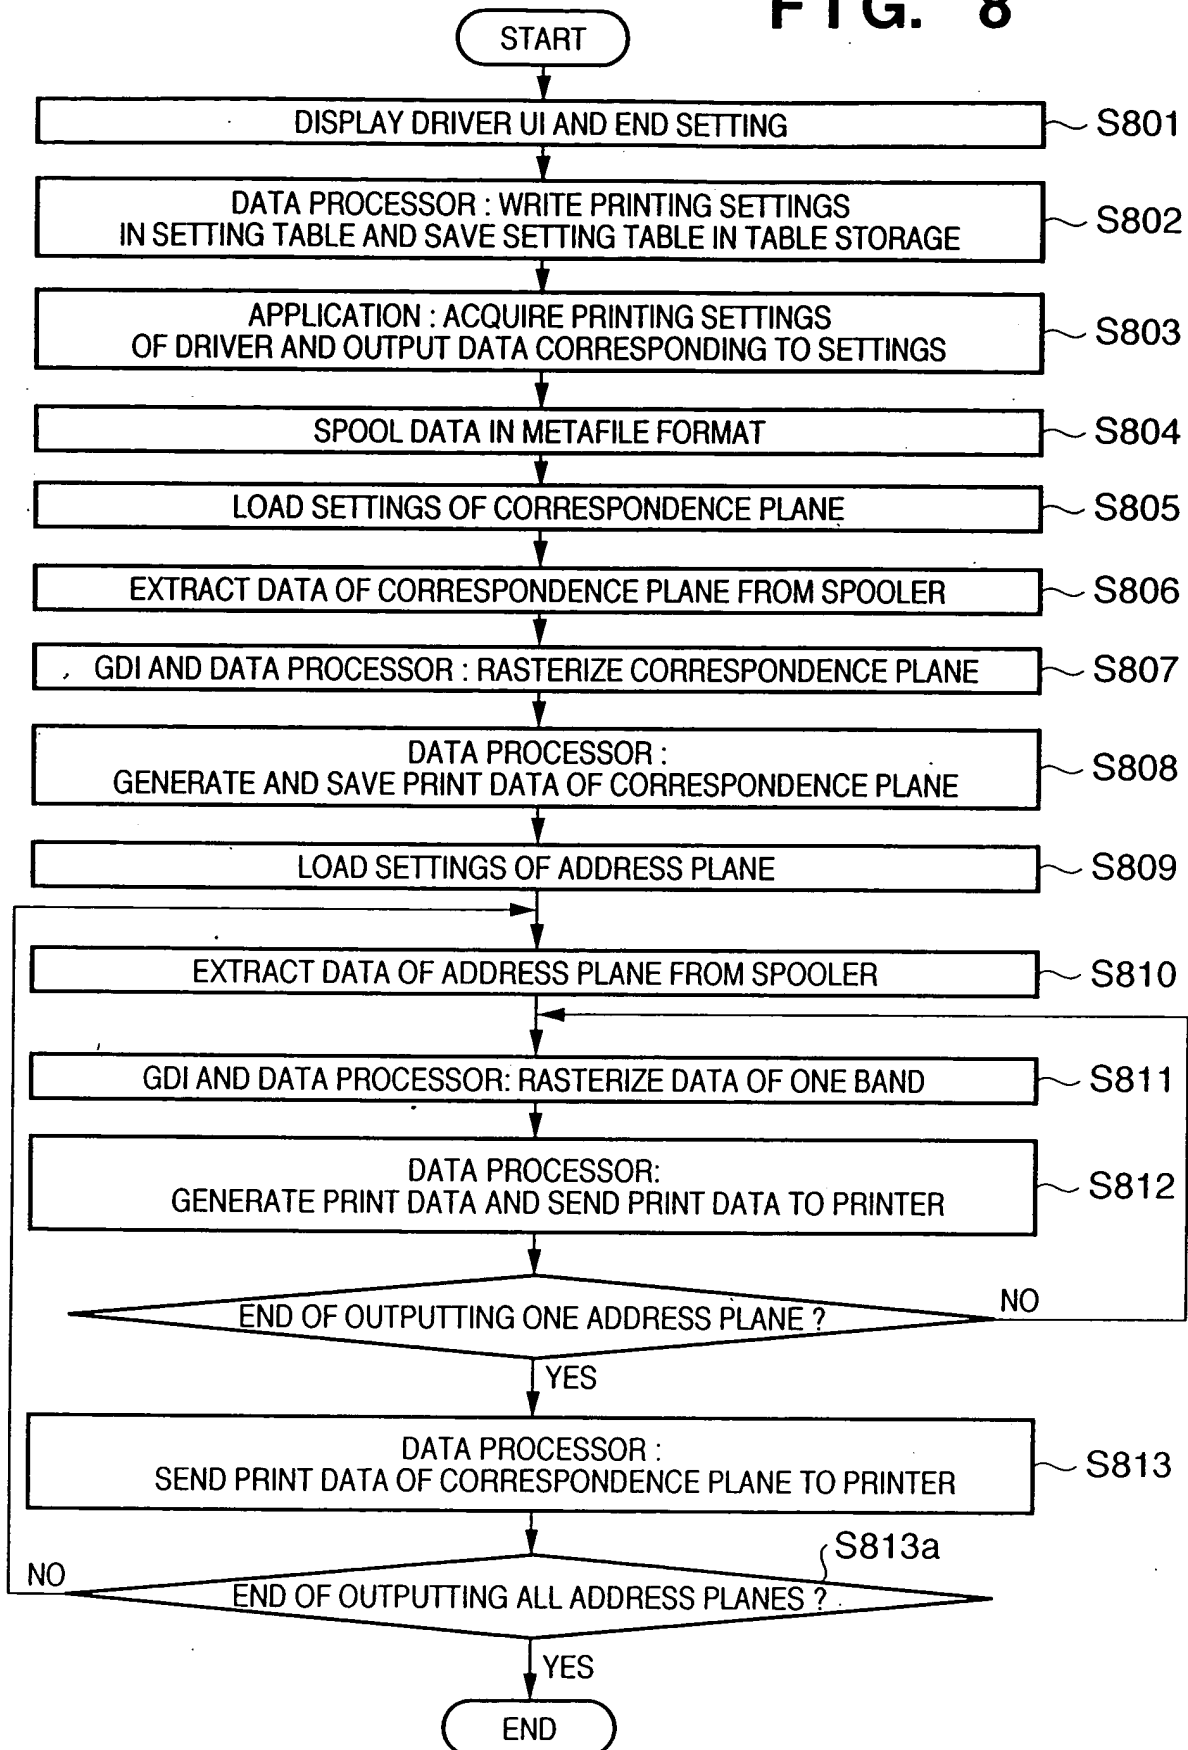 FIG. 8
START
DISPLAY DRIVER UI AND END SETTING
S801
DATA PROCESSOR : WRITE PRINTING SETTINGS
IN SETTING TABLE AND SAVE SETTING TABLE IN TABLE STORAGE
S802
APPLICATION : ACQUIRE PRINTING SETTINGS
OF DRIVER AND OUTPUT DATA CORRESPONDING TO SETTINGS
S803
SPOOL DATA IN METAFILE FORMAT
S804
LOAD SETTINGS OF CORRESPONDENCE PLANE
S805
EXTRACT DATA OF CORRESPONDENCE PLANE FROM SPOOLER
S806
GDI AND DATA PROCESSOR : RASTERIZE CORRESPONDENCE PLANE
S807
DATA PROCESSOR :
GENERATE AND SAVE PRINT DATA OF CORRESPONDENCE PLANE
S808
LOAD SETTINGS OF ADDRESS PLANE
S809
EXTRACT DATA OF ADDRESS PLANE FROM SPOOLER
S810
GDI AND DATA PROCESSOR: RASTERIZE DATA OF ONE BAND
S811
DATA PROCESSOR:
GENERATE PRINT DATA AND SEND PRINT DATA TO PRINTER
S812
END OF OUTPUTTING ONE ADDRESS PLANE ?
NO
YES
DATA PROCESSOR :
SEND PRINT DATA OF CORRESPONDENCE PLANE TO PRINTER
S813
S813a
NO
END OF OUTPUTTING ALL ADDRESS PLANES ?
YES
END